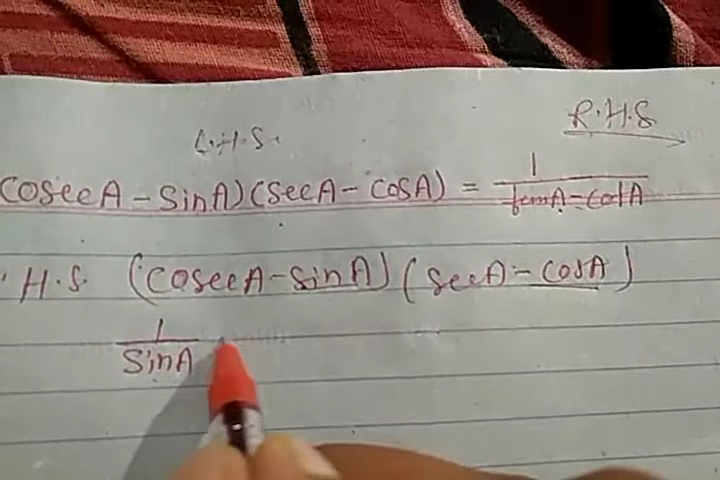 L.H.S. R.H.S
CosecA - SinA) (SecA - CosA) = 1 / tanA - CotA
. H.S. (CosecA - SinA) (SecA - CosA)
1 / SinA